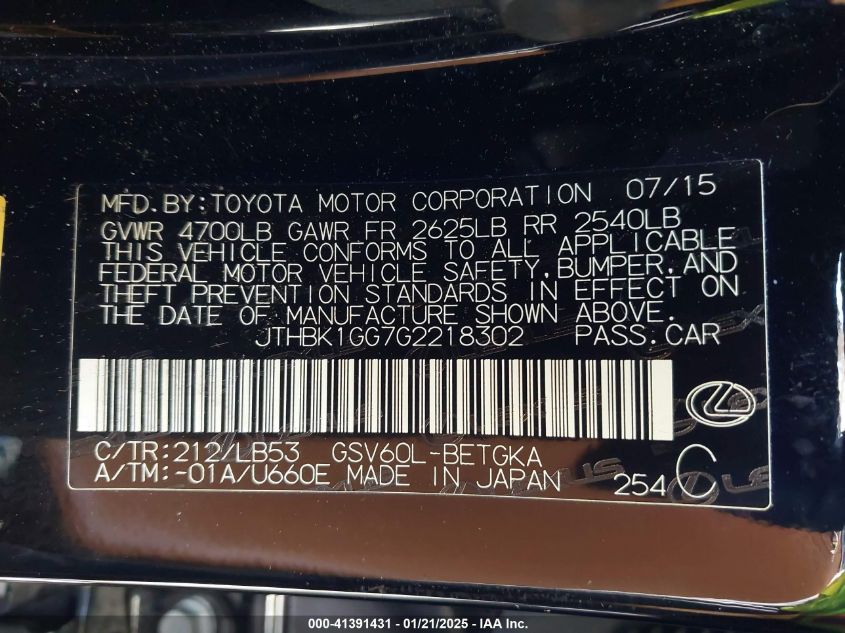 MFD.BY:TOYOTA MOTOR CORPORATION 07/15
GVWR 4700LB GAWR FR 2625LB RR 2540LB
THIS VEHICLE CONFORMS TO ALL APPLICABLE
FEDERAL MOTOR VEHICLE SAFETY,BUMPER,AND
THEFT PREVENTION STANDARDS IN EFFECT ON
THE DATE OF MANUFACTURE SHOWN ABOVE.
JTHBK1GG7G2218302 PASS.CAR
C/TR:212/LB53 GSV60L-BETGKA
A/TM:-01A/U660E MADE IN JAPAN 254 C
LEXUS
000-41391431 - 01/21/2025 - IAA Inc.